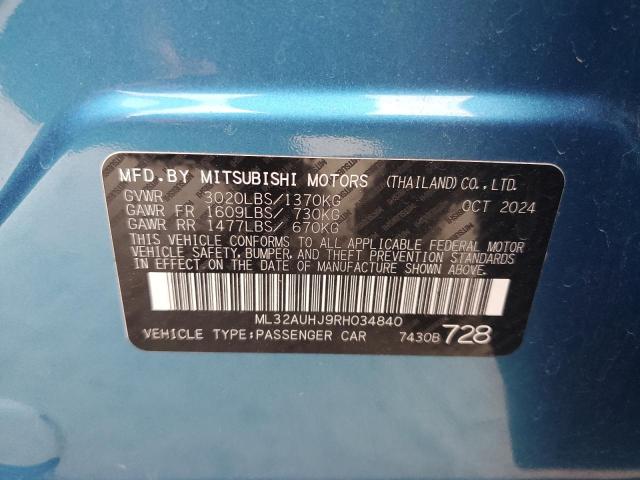 MFD.BY MITSUBISHI MOTORS (THAILAND)CO.,LTD.
GVWR 3020LBS/1370KG OCT 2024
GAWR FR 1609LBS/ 730KG
GAWR RR 1477LBS/ 670KG
THIS VEHICLE CONFORMS TO ALL APPLICABLE FEDERAL MOTOR
VEHICLE SAFETY, BUMPER, AND THEFT PREVENTION STANDARDS
IN EFFECT ON THE DATE OF MANUFACTURE SHOWN ABOVE.
ML32AUHJ9RH034840
VEHICLE TYPE:PASSENGER CAR 7430B 728